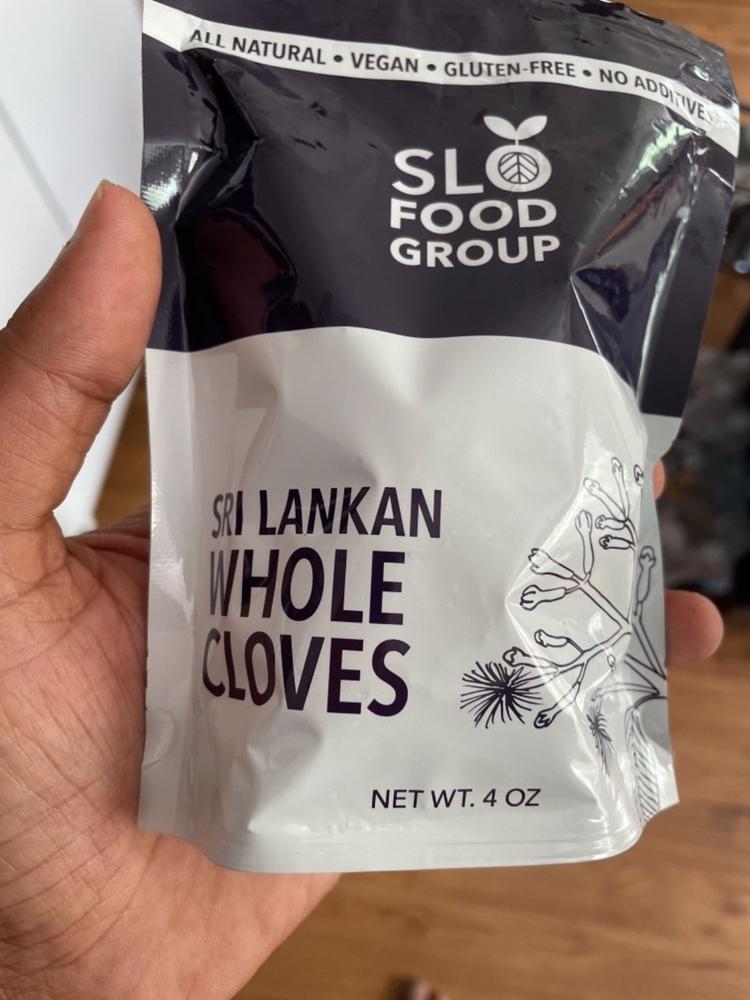 ALL NATURAL • VEGAN • GLUTEN-FREE • NO ADDITIVES
SLO
FOOD
GROUP
SRI LANKAN
WHOLE
CLOVES
NET WT. 4 OZ